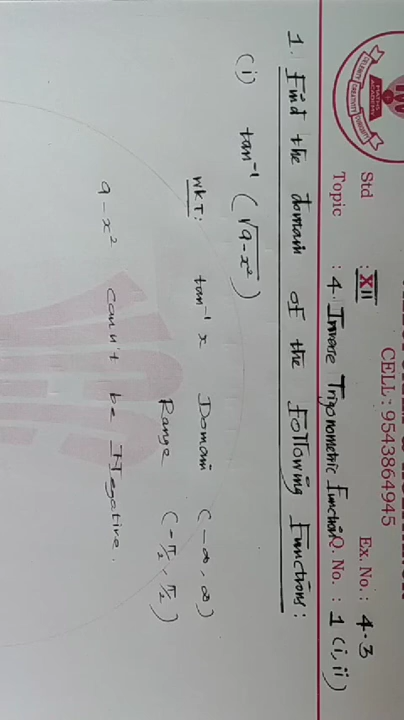 CELL : 9543864945
Std : XII Ex. No. : 4.3
Topic : 4. Inverse Trigonometric Function Q. No. : 1 (i, ii)
1. Find the domain of the following Functions :
(i) tan⁻¹ (√9-x²)
WKT: tan⁻¹ x Domain (-∞, ∞)
Range (-π/2, π/2)
9-x² can't be Negative.